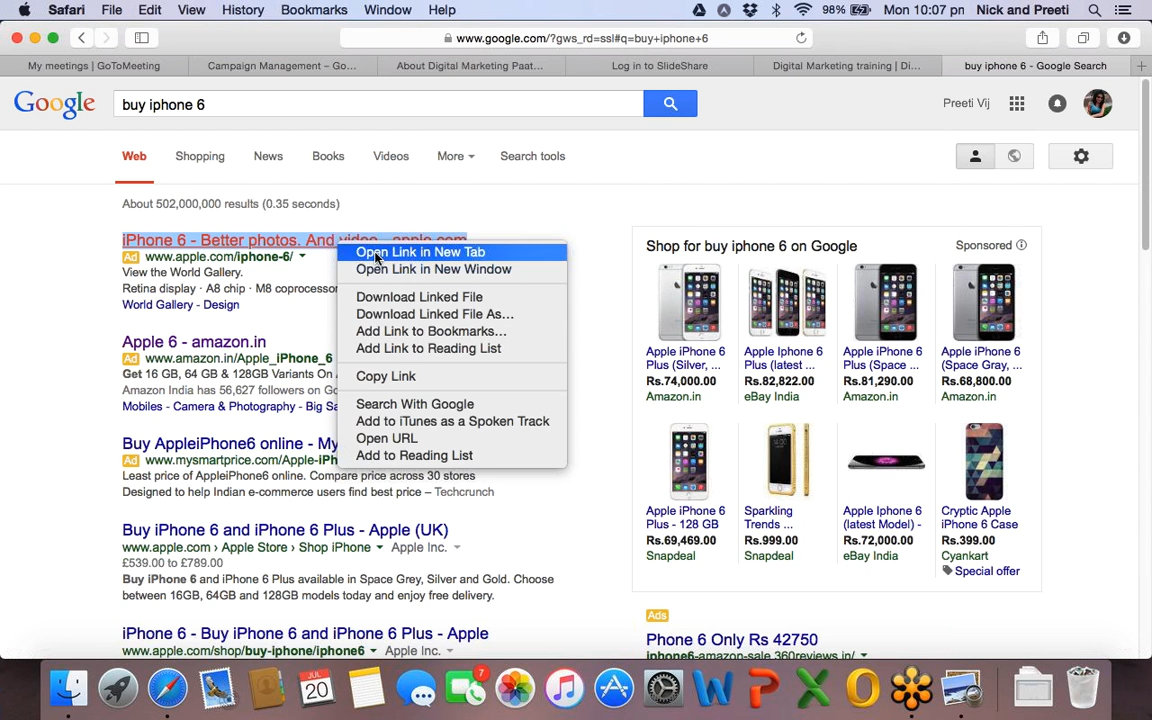 Safari File Edit View History Bookmarks Window Help 98% Mon 10:07 pm Nick and Preeti
www.google.com/?gws_rd=ssl#q=buy+iphone+6
My meetings | GoToMeeting Campaign Management – Go... About Digital Marketing Paat... Log in to SlideShare Digital Marketing training | Di... buy iphone 6 - Google Search
Google buy iphone 6 Preeti Vij
Web Shopping News Books Videos More Search tools
About 502,000,000 results (0.35 seconds)
iPhone 6 - Better photos. And video - apple.com
Ad www.apple.com/iphone-6/
View the World Gallery.
Retina display · A8 chip · M8 coprocessor
World Gallery - Design
Apple 6 - amazon.in
Ad www.amazon.in/Apple_iPhone_6
Get 16 GB, 64 GB & 128GB Variants On
Amazon India has 56,627 followers on
Mobiles - Camera & Photography - Big
Buy AppleiPhone6 online - My
Ad www.mysmartprice.com/Apple-iPh
Least price of AppleiPhone6 online. Compare price across 30 stores
Designed to help Indian e-commerce users find best price – Techcrunch
Buy iPhone 6 and iPhone 6 Plus - Apple (UK)
www.apple.com › Apple Store › Shop iPhone Apple Inc.
£539.00 to £789.00
Buy iPhone 6 and iPhone 6 Plus available in Space Grey, Silver and Gold. Choose
between 16GB, 64GB and 128GB models today and enjoy free delivery.
iPhone 6 - Buy iPhone 6 and iPhone 6 Plus - Apple
www.apple.com/shop/buy-iphone/iphone6 Apple Inc.
Open Link in New Tab
Open Link in New Window
Download Linked File
Download Linked File As...
Add Link to Bookmarks...
Add Link to Reading List
Copy Link
Search With Google
Add to iTunes as a Spoken Track
Open URL
Add to Reading List
Shop for buy iphone 6 on Google Sponsored
Apple iPhone 6
Plus (Silver, ...
Rs.74,000.00
Amazon.in
Apple Iphone 6
Plus (latest ...
Rs.82,822.00
eBay India
Apple iPhone 6
Plus (Space ...
Rs.81,290.00
Amazon.in
Apple iPhone 6
(Space Gray, ...
Rs.68,800.00
Amazon.in
Apple iPhone 6
Plus - 128 GB
Rs.69,469.00
Snapdeal
Sparkling
Trends ...
Rs.999.00
Snapdeal
Apple Iphone 6
(latest Model) -
Rs.72,000.00
eBay India
Cryptic Apple
iPhone 6 Case
Rs.399.00
Cyankart
Special offer
Ads
Phone 6 Only Rs 42750
iphone6-amazon-sale.360reviews.in/
JUL
20
7